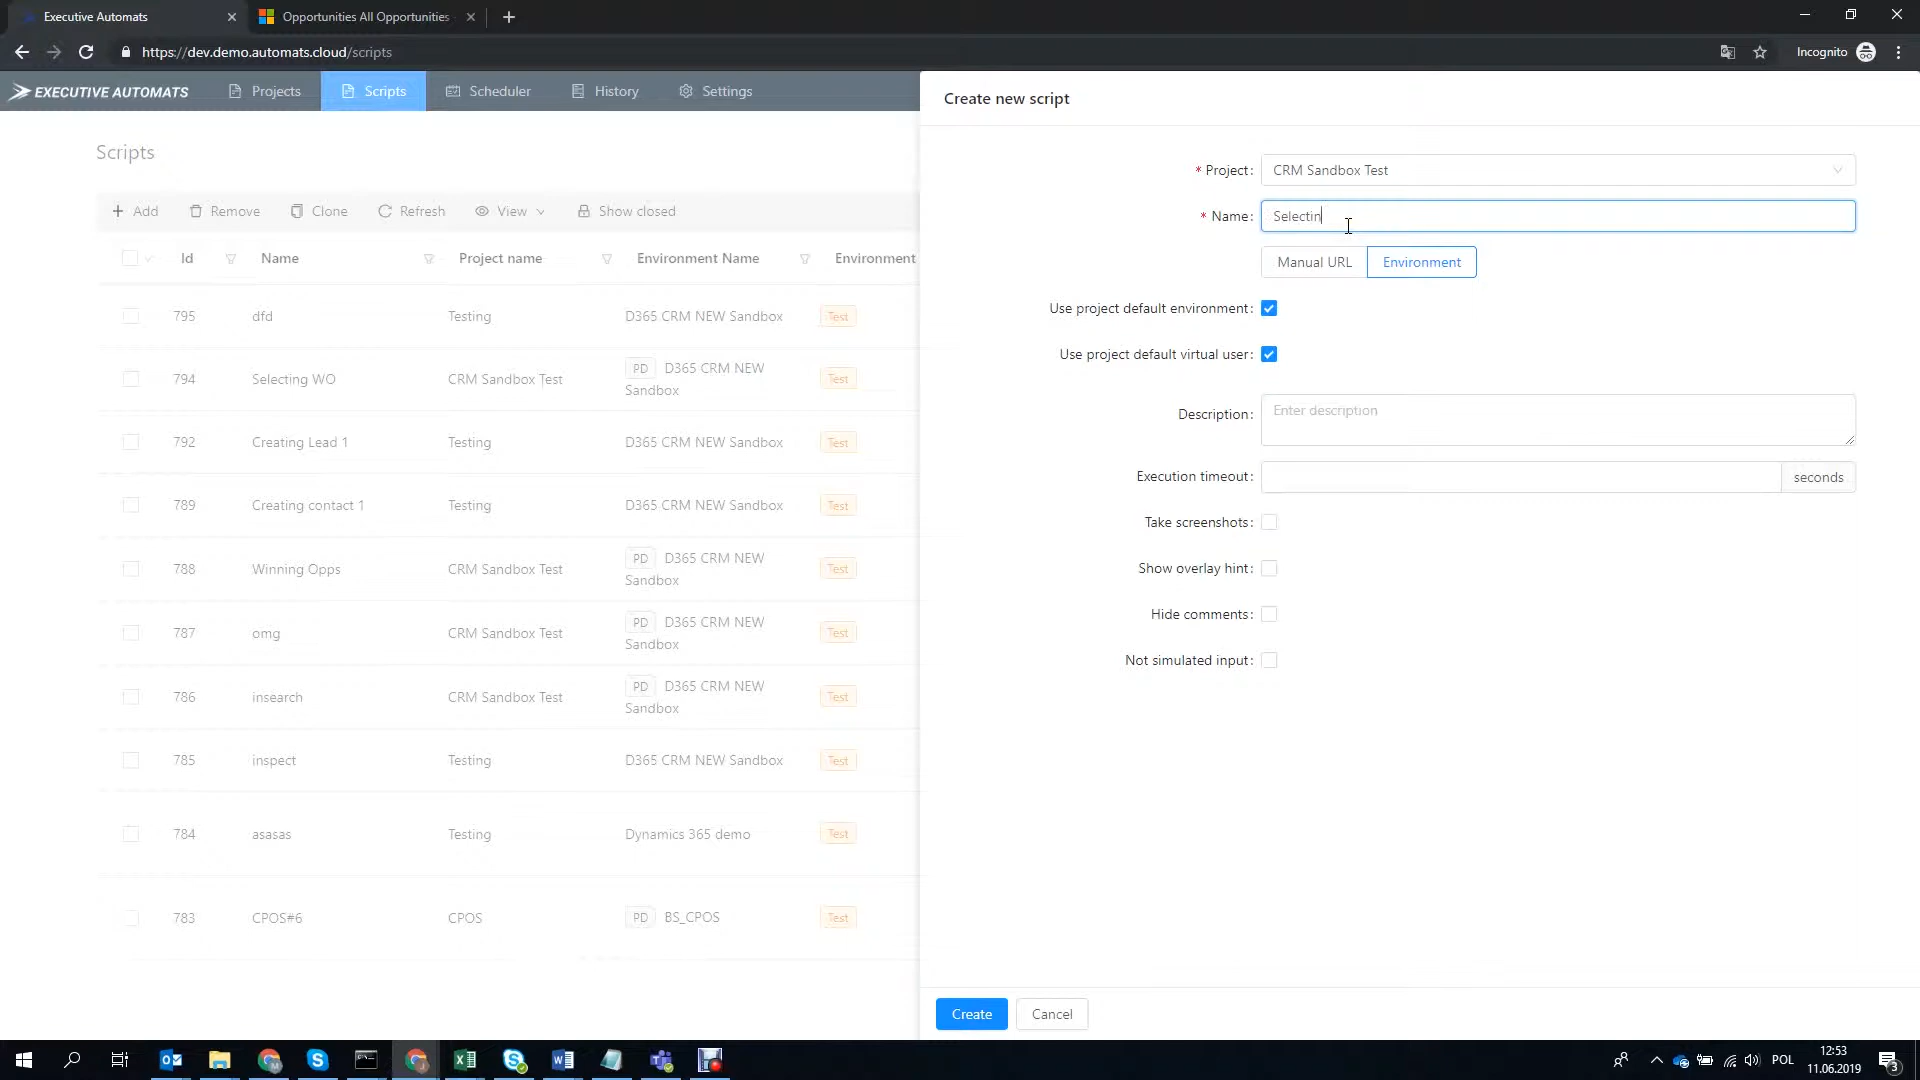 Executive Automats
Opportunities All Opportunities
https://dev.demo.automats.cloud/scripts
Incognito
EXECUTIVE AUTOMATS
Projects
Scripts
Scheduler
History
Settings
Scripts
Add
Remove
Clone
Refresh
View
Show closed
Id Name Project name Environment Name Environment
795 dfd Testing D365 CRM NEW Sandbox Test
794 Selecting WO CRM Sandbox Test PD D365 CRM NEW Test
Sandbox
792 Creating Lead 1 Testing D365 CRM NEW Sandbox Test
789 Creating contact 1 Testing D365 CRM NEW Sandbox Test
788 Winning Opps CRM Sandbox Test PD D365 CRM NEW Test
Sandbox
787 omg CRM Sandbox Test PD D365 CRM NEW Test
Sandbox
786 insearch CRM Sandbox Test PD D365 CRM NEW Test
Sandbox
785 inspect Testing D365 CRM NEW Sandbox Test
784 asasas Testing Dynamics 365 demo Test
783 CPOS#6 CPOS PD BS_CPOS Test
Create new script
* Project: CRM Sandbox Test
* Name: Selectin
Manual URL Environment
Use project default environment:
Use project default virtual user:
Description: Enter description
Execution timeout: seconds
Take screenshots:
Show overlay hint:
Hide comments:
Not simulated input:
Create Cancel
POL
12:53
11.06.2019
3